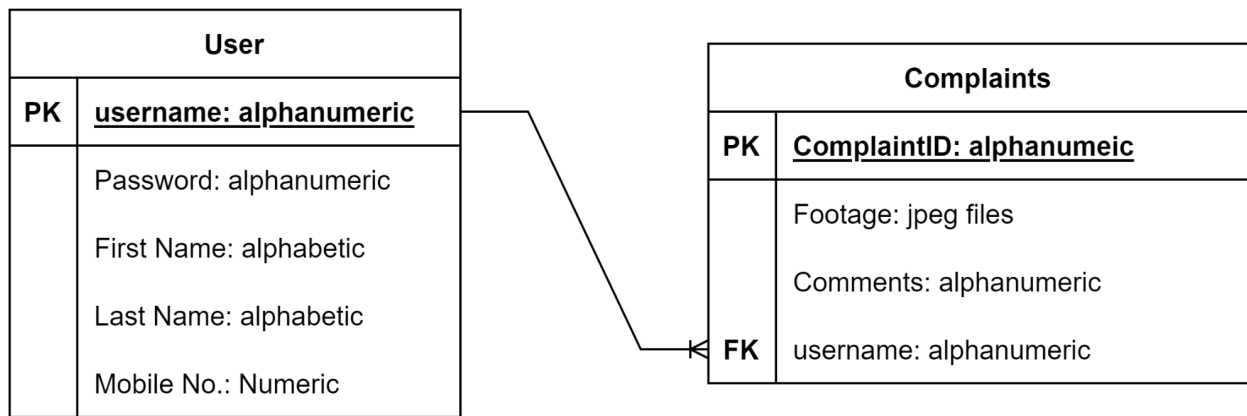 User
PK username: alphanumeric
Password: alphanumeric
First Name: alphabetic
Last Name: alphabetic
Mobile No.: Numeric
Complaints
PK ComplaintID: alphanumeic
Footage: jpeg files
Comments: alphanumeric
FK username: alphanumeric